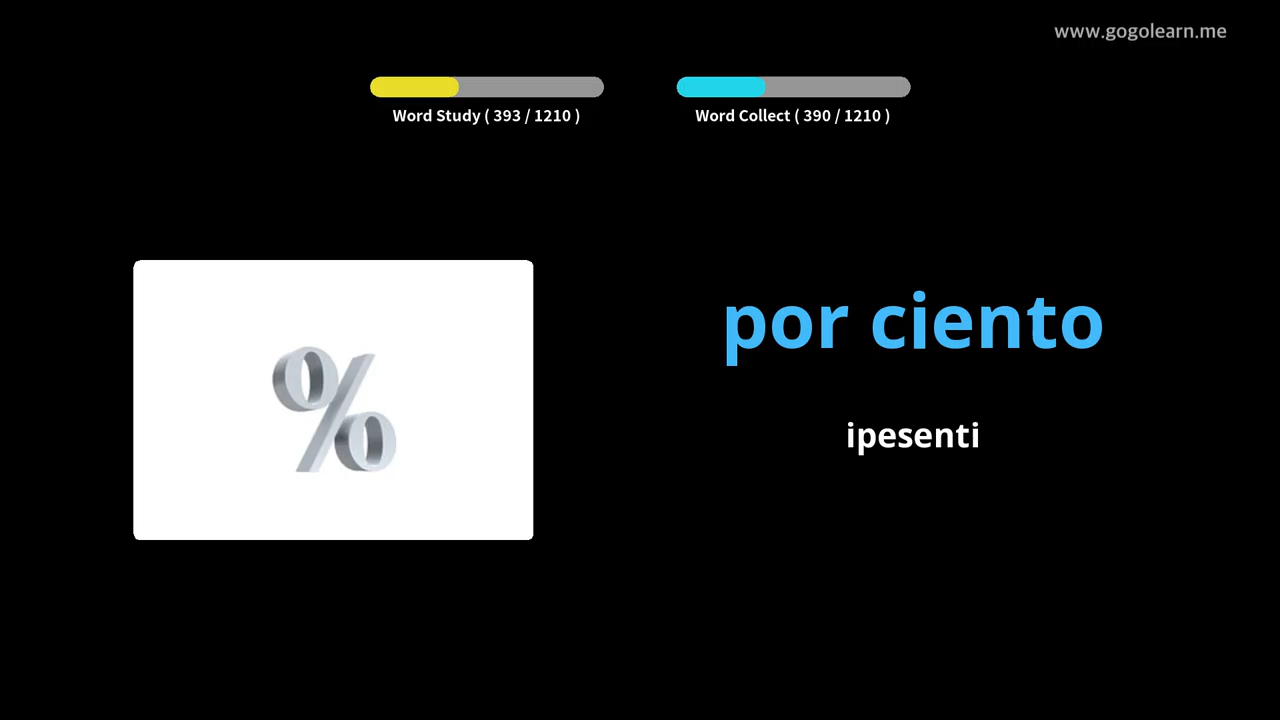 www.gogolearn.me
Word Study ( 393 / 1210 )
Word Collect ( 390 / 1210 )
%
por ciento
ipesenti